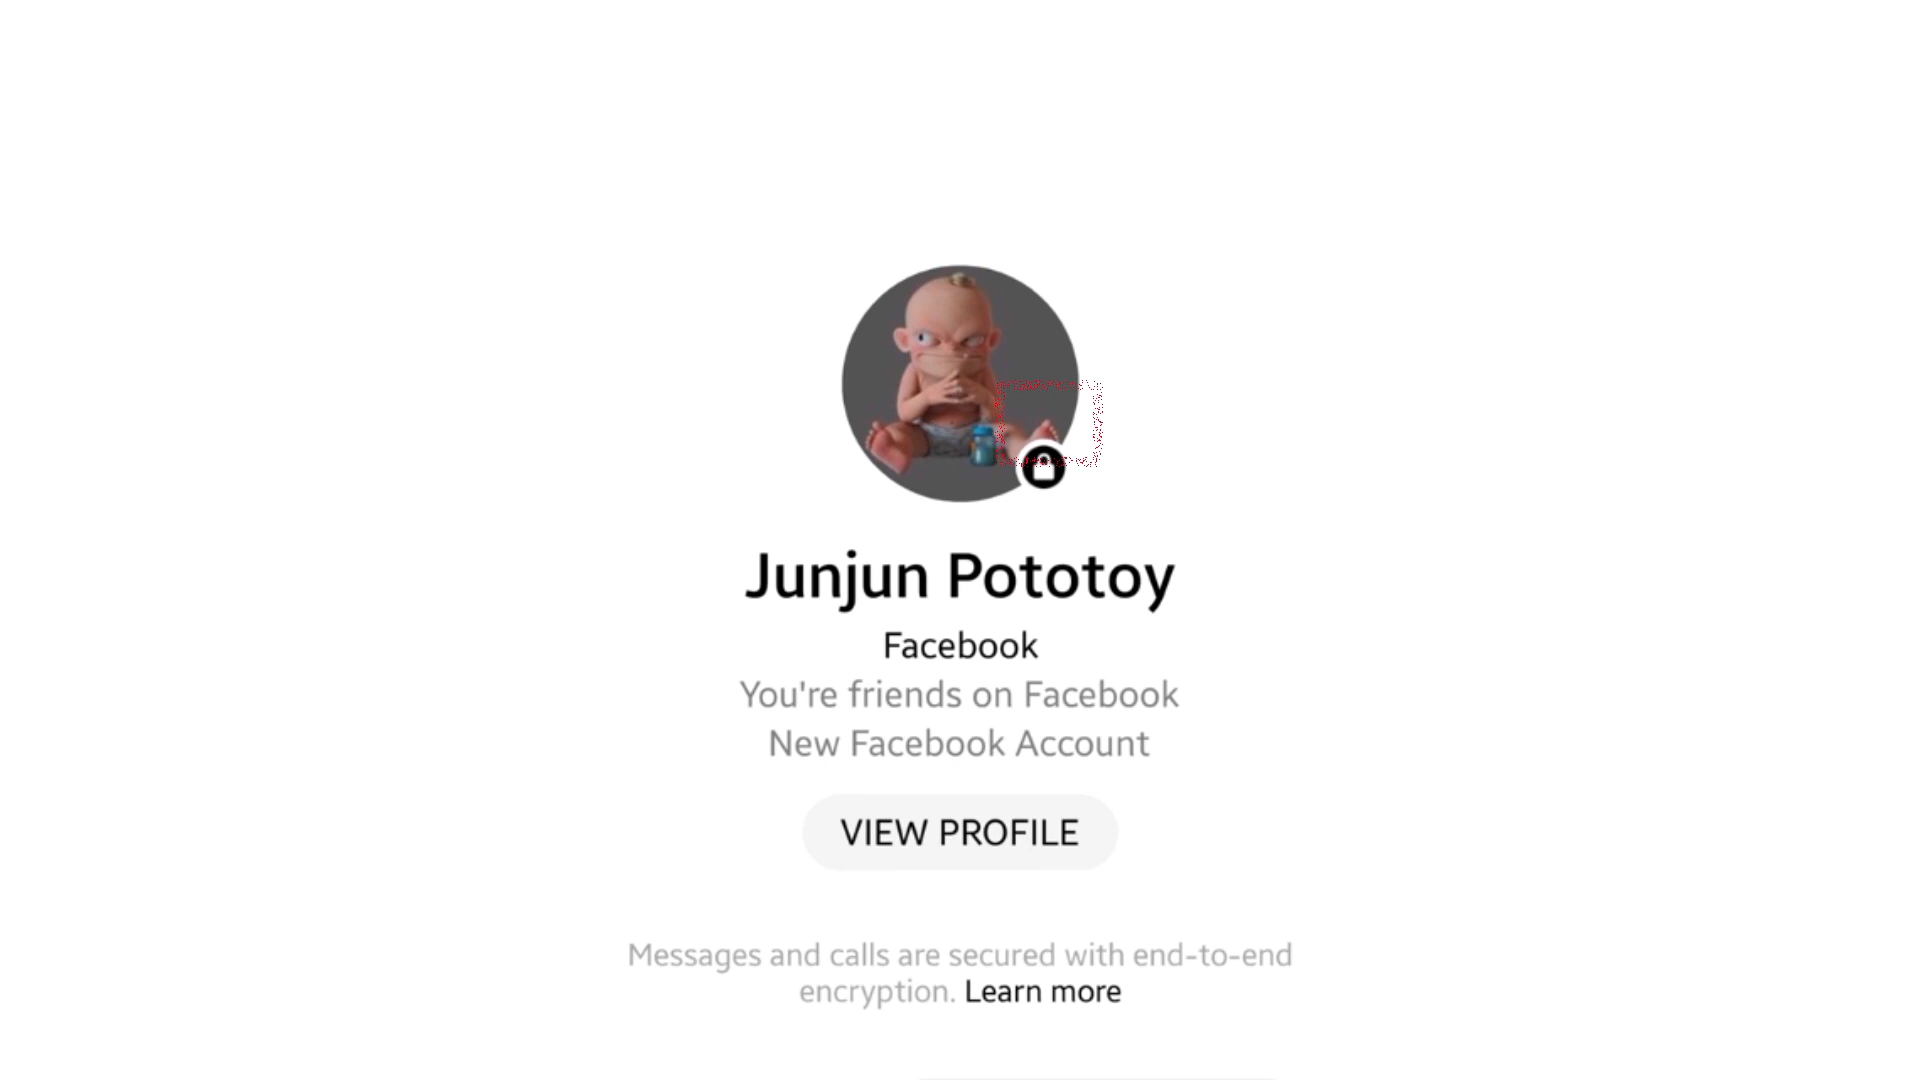 Junjun Pototoy
Facebook
You're friends on Facebook
New Facebook Account
VIEW PROFILE
Messages and calls are secured with end-to-end
encryption. Learn more